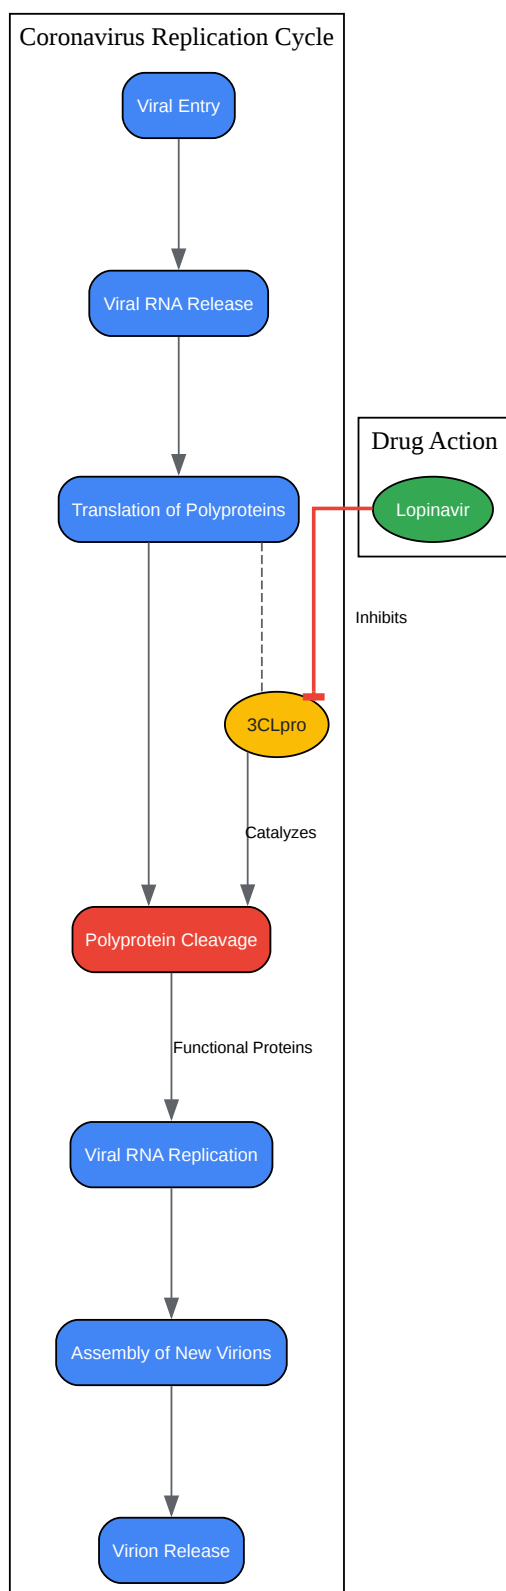 Coronavirus Replication Cycle
Viral Entry
Viral RNA Release
Drug Action
Translation of Polyproteins
Lopinavir
Inhibits
3CLpro
Catalyzes
Polyprotein Cleavage
Functional Proteins
Viral RNA Replication
Assembly of New Virions
Virion Release